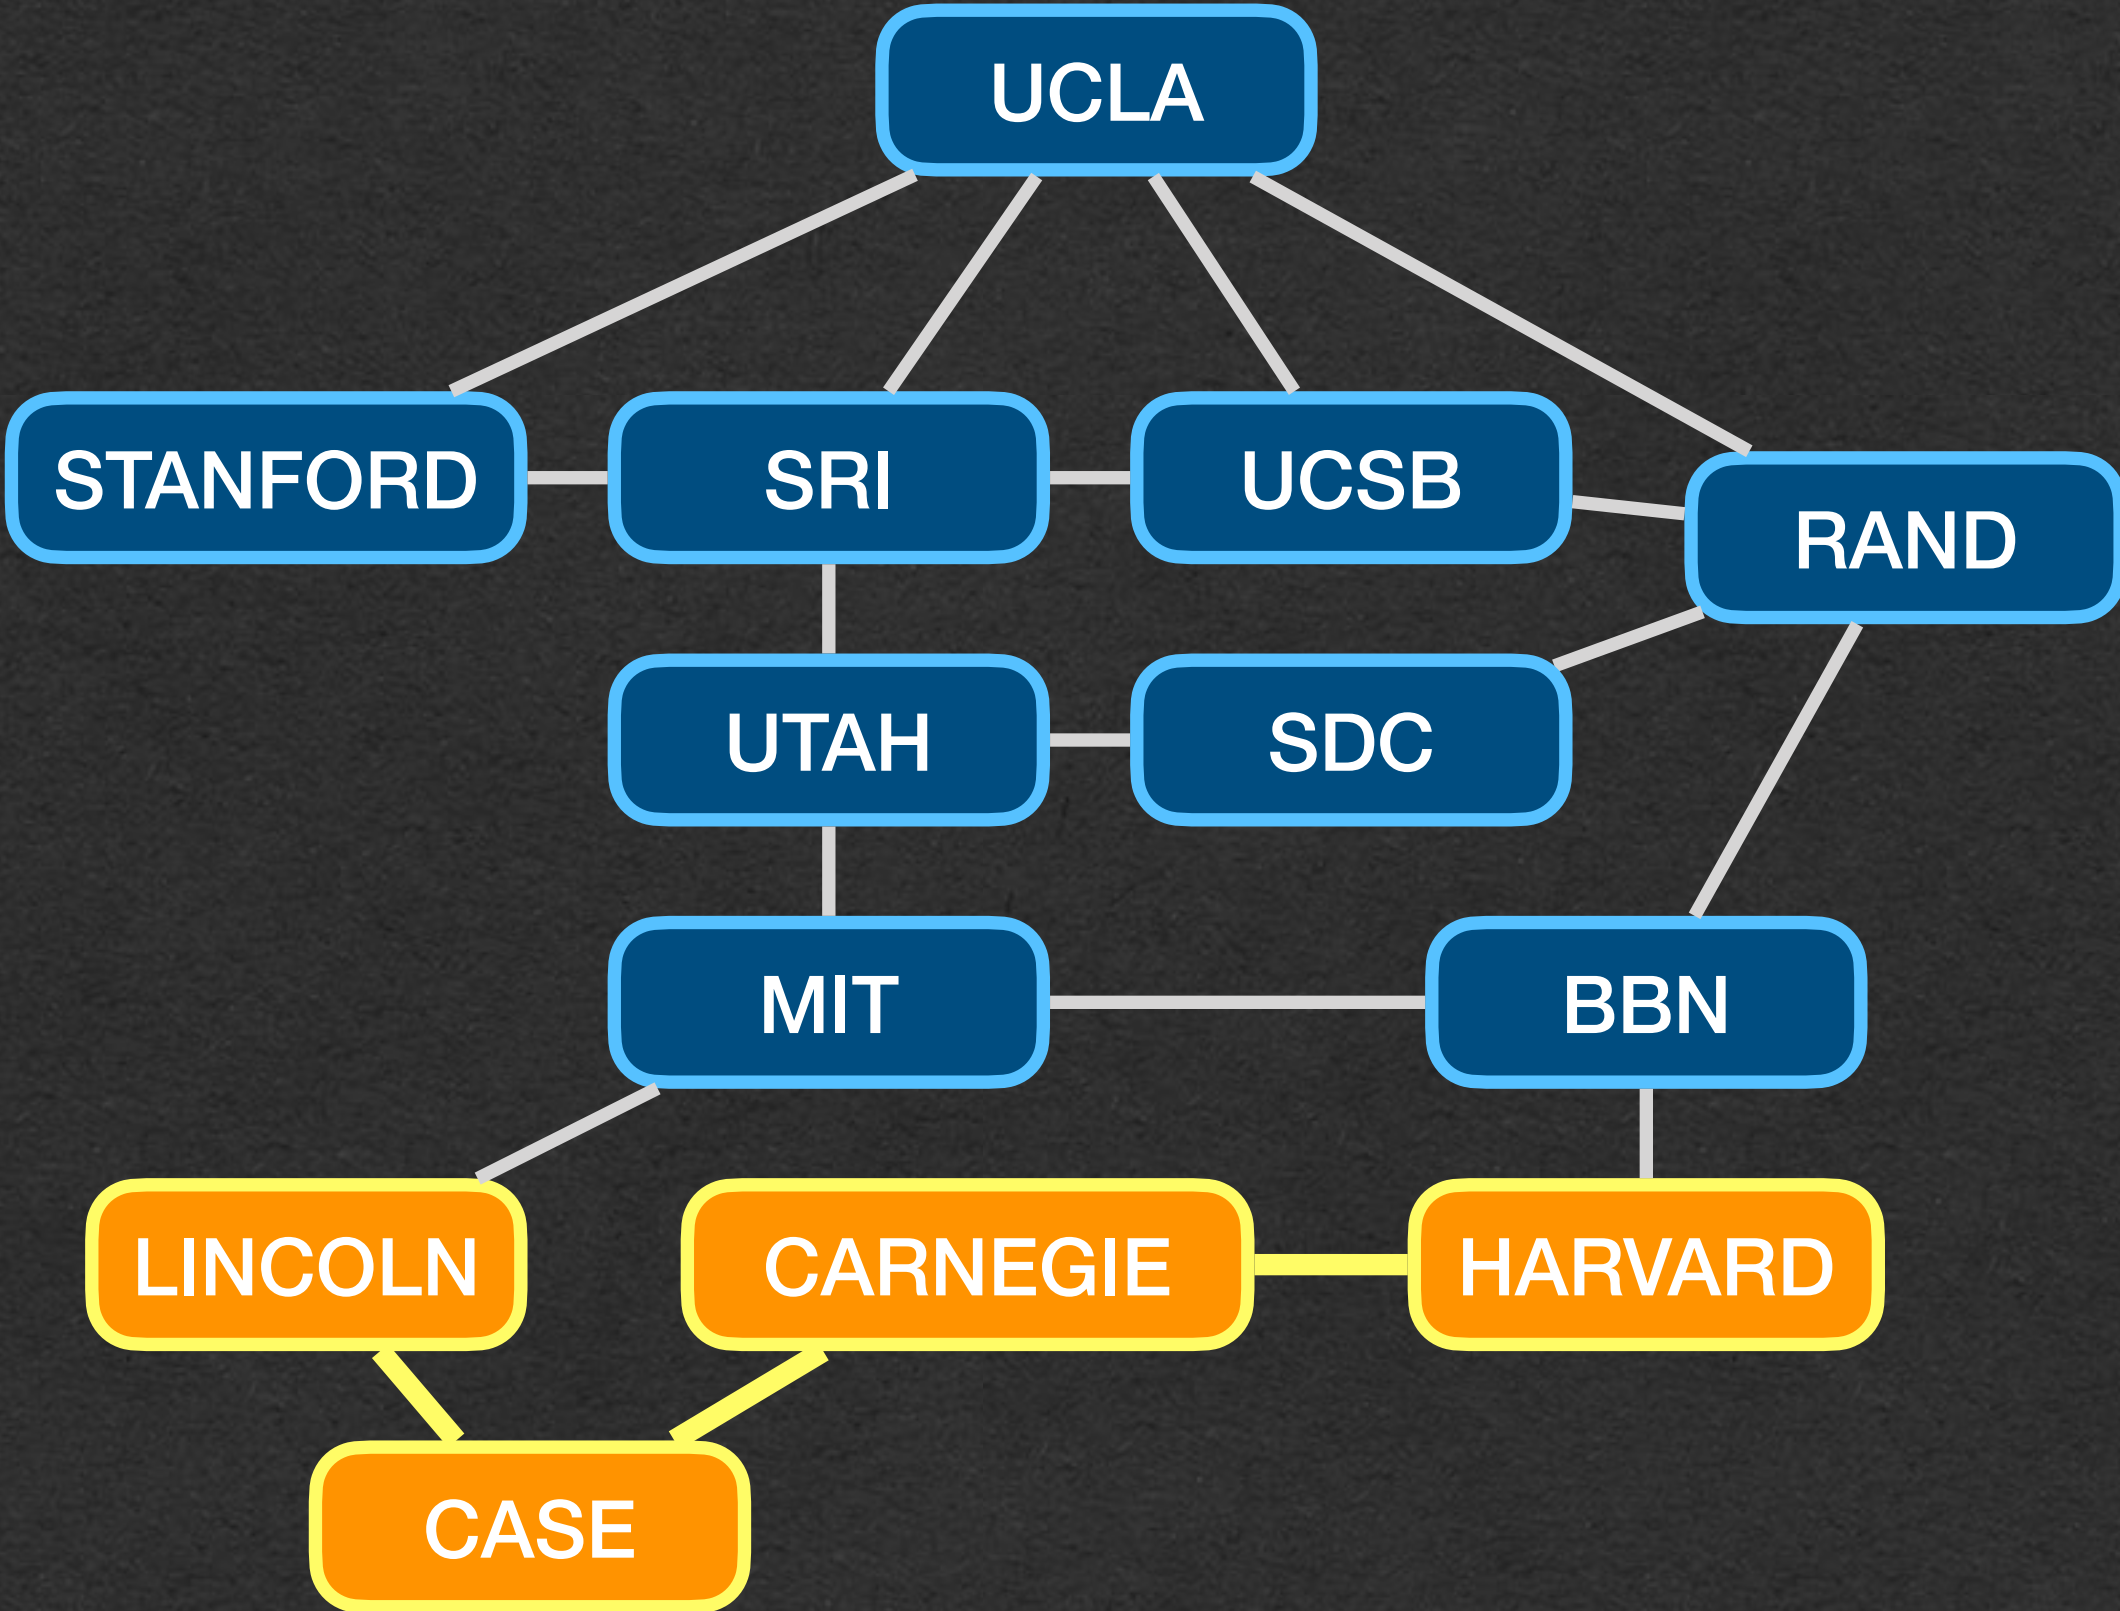 UCLA
STANFORD
SRI
UCSB
RAND
UTAH
SDC
MIT
BBN
LINCOLN
CARNEGIE
HARVARD
CASE